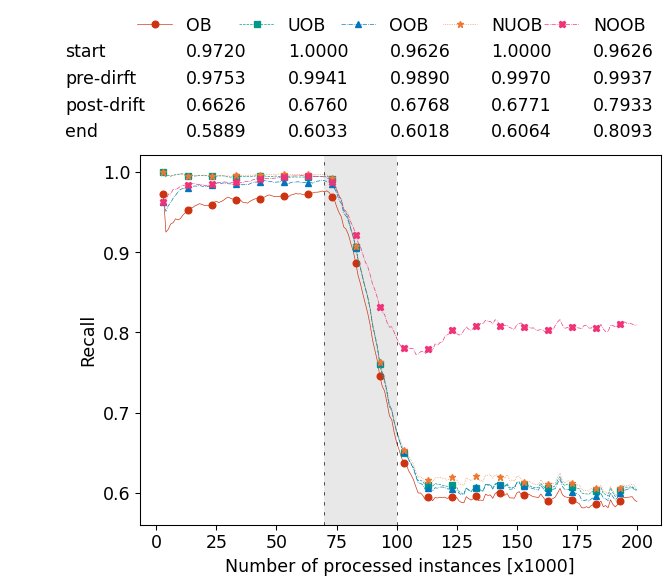 OB UOB OOB NUOB NOOB
start 0.9720 1.0000 0.9626 1.0000 0.9626
pre-dirft 0.9753 0.9941 0.9890 0.9970 0.9937
post-drift 0.6626 0.6760 0.6768 0.6771 0.7933
end 0.5889 0.6033 0.6018 0.6064 0.8093
1.0
0.9
0.8
0.7
0.6
Recall
0 25 50 75 100 125 150 175 200
Number of processed instances [x1000]